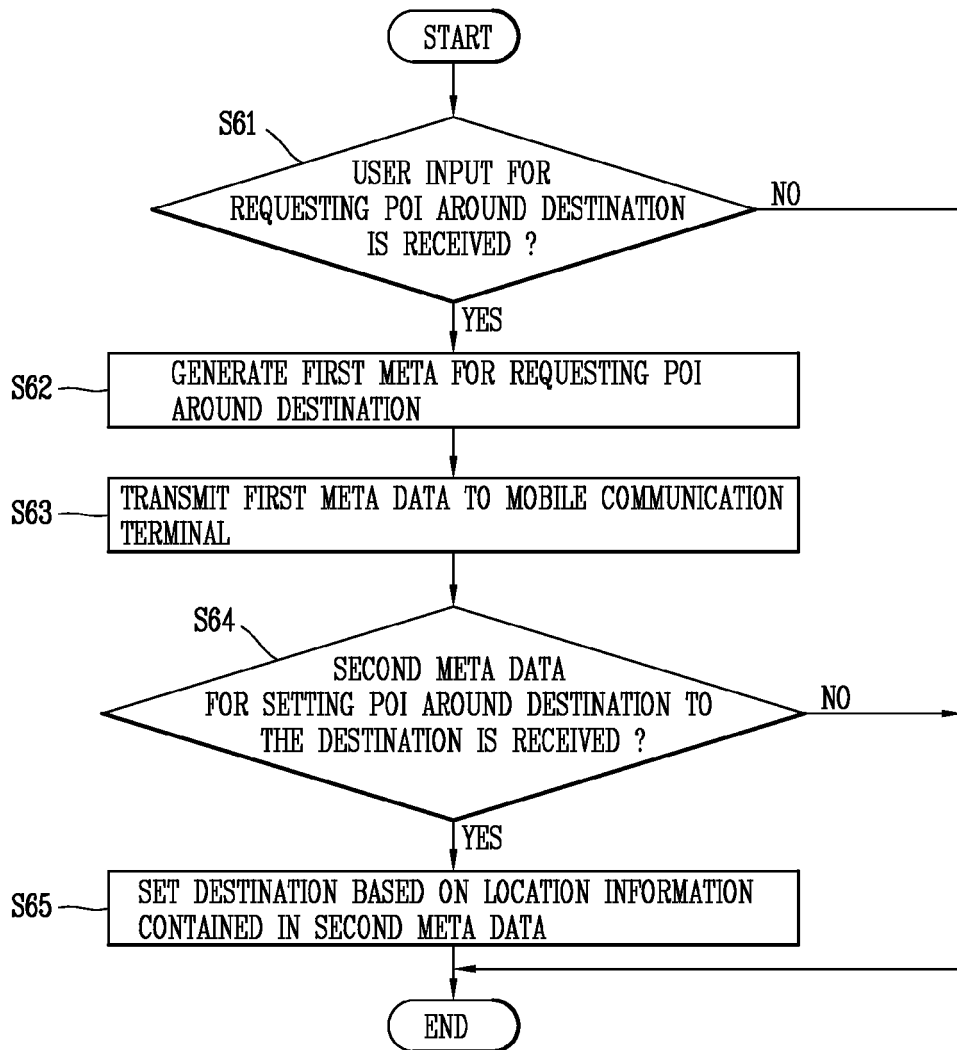 START
S61
USER INPUT FOR
REQUESTING POI AROUND DESTINATION
IS RECEIVED ?
NO
YES
S62
GENERATE FIRST META FOR REQUESTING POI
AROUND DESTINATION
S63
TRANSMIT FIRST META DATA TO MOBILE COMMUNICATION
TERMINAL
S64
SECOND META DATA
FOR SETTING POI AROUND DESTINATION TO
THE DESTINATION IS RECEIVED ?
NO
YES
S65
SET DESTINATION BASED ON LOCATION INFORMATION
CONTAINED IN SECOND META DATA
END